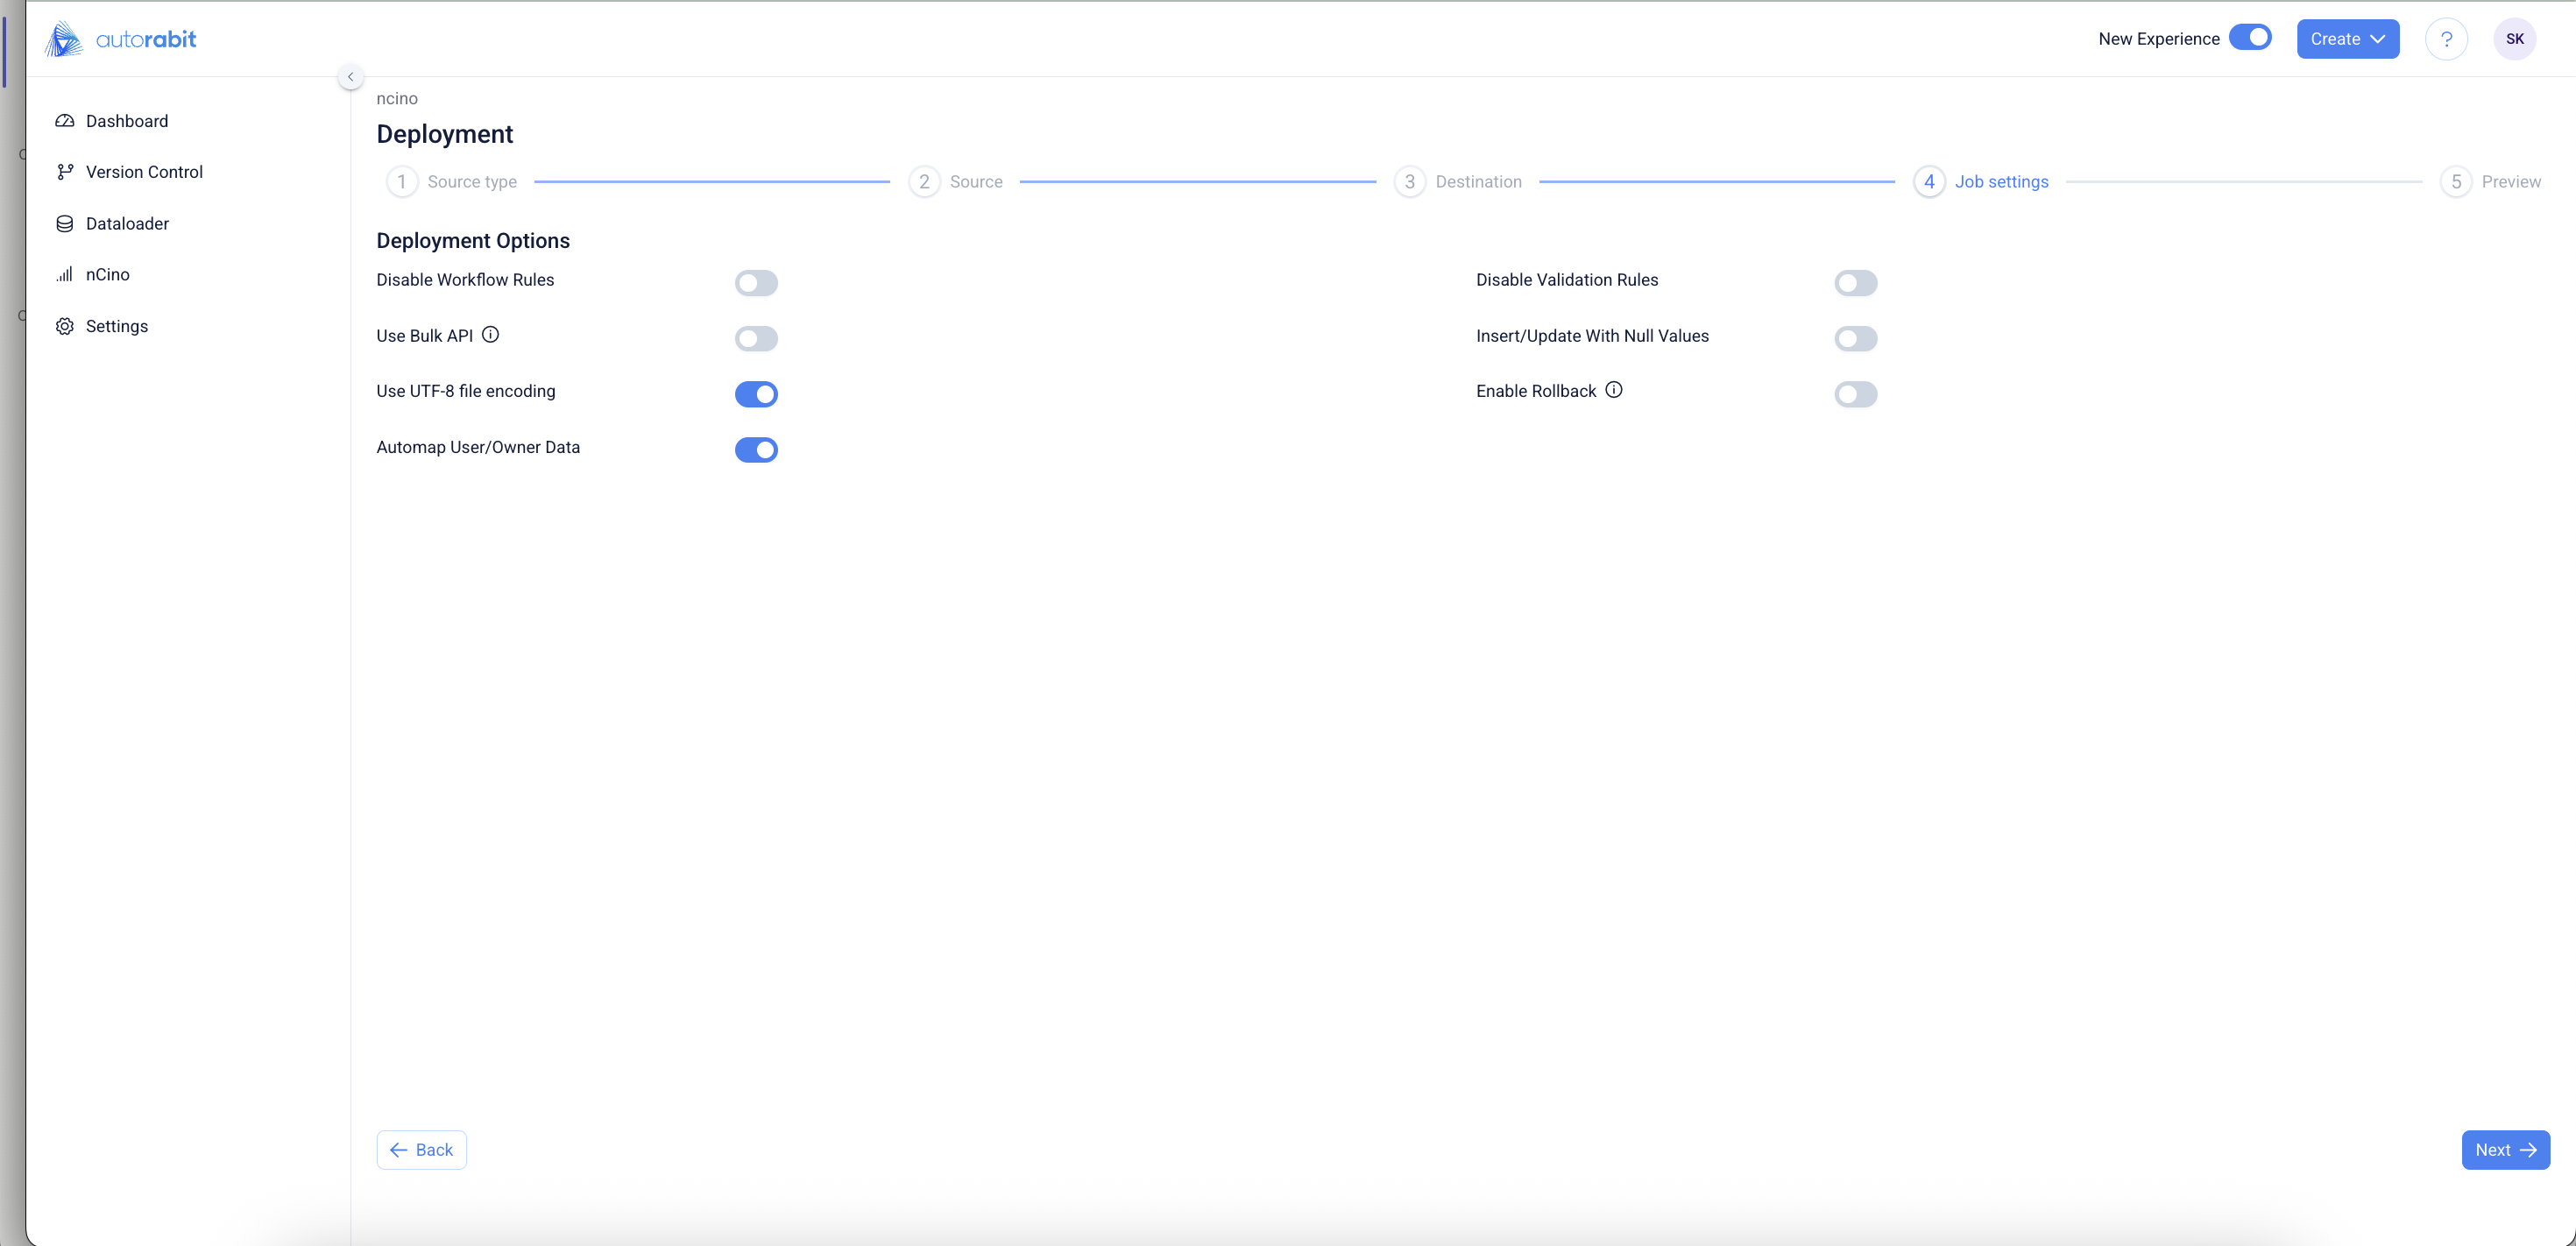 autorabit
New Experience Create ? SK
Dashboard
Version Control
Dataloader
nCino
Settings
ncino
Deployment
1 Source type 2 Source 3 Destination 4 Job settings 5 Preview
Deployment Options
Disable Workflow Rules Disable Validation Rules
Use Bulk API Insert/Update With Null Values
Use UTF-8 file encoding Enable Rollback
Automap User/Owner Data
Back Next